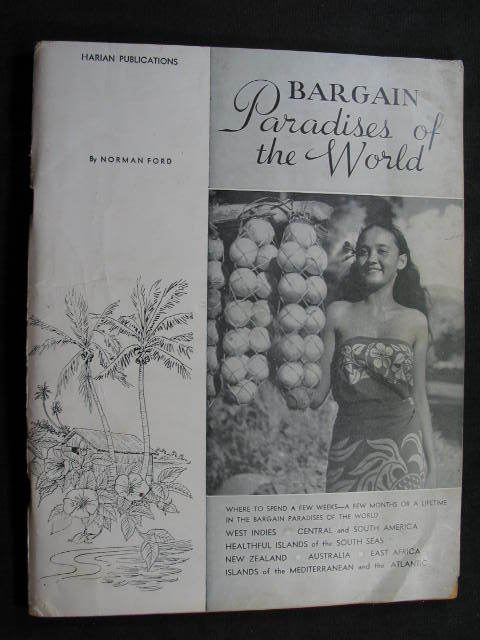 HARIAN PUBLICATIONS
By NORMAN FORD
BARGAIN
Paradises of
the World
WHERE TO SPEND A FEW WEEKS—A FEW MONTHS OR A LIFETIME
IN THE BARGAIN PARADISES OF THE WORLD
WEST INDIES CENTRAL and SOUTH AMERICA
HEALTHFUL ISLANDS of the SOUTH SEAS
NEW ZEALAND AUSTRALIA EAST AFRICA
ISLANDS of the MEDITERRANEAN and the ATLANTIC